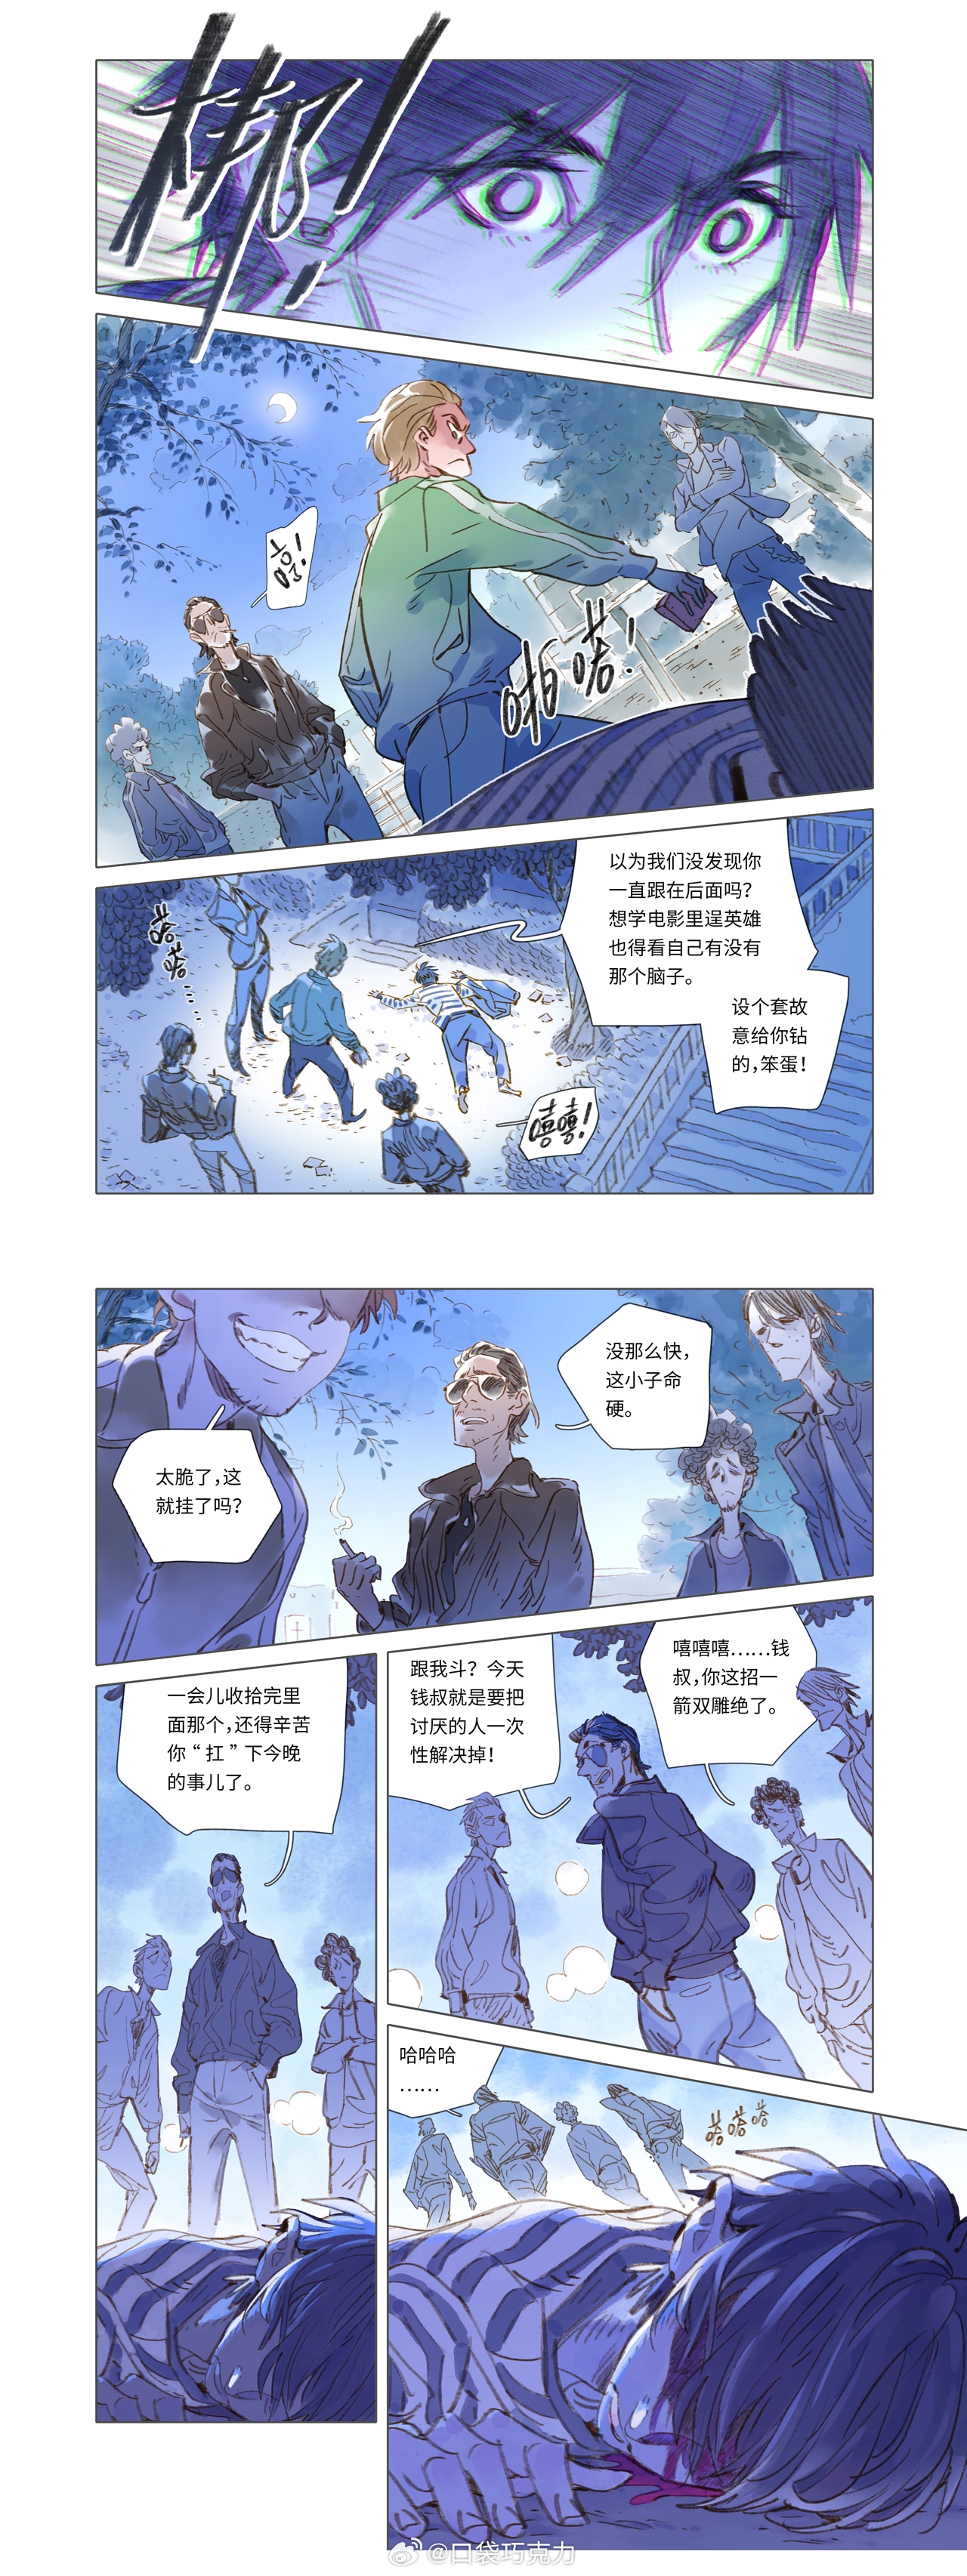 梆！
哼！
啪嗒！
以为我们没发现你
一直跟在后面吗？
想学电影里逞英雄
也得看自己有没有
那个脑子。
设个套故
意给你钻
的，笨蛋！
嗒嗒……
嘻嘻！
太脆了，这
就挂了吗？
没那么快，
这小子命
硬。
一会儿收拾完里
面那个，还得辛苦
你“扛”下今晚
的事儿了。
跟我斗？今天
钱叔就是要把
讨厌的人一次
性解决掉！
嘻嘻嘻……钱
叔，你这招一
箭双雕绝了。
哈哈哈
……
嗒嗒嗒
@口袋巧克力